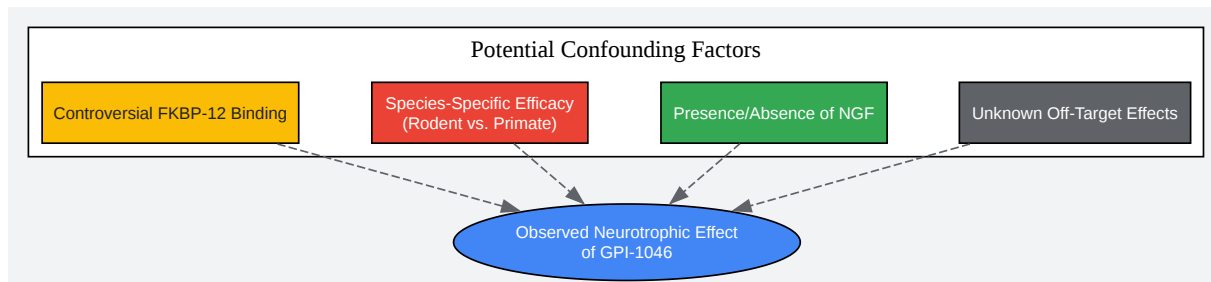 Potential Confounding Factors
Controversial FKBP-12 Binding
Species-Specific Efficacy
(Rodent vs. Primate)
Presence/Absence of NGF
Unknown Off-Target Effects
Observed Neurotrophic Effect
of GPI-1046